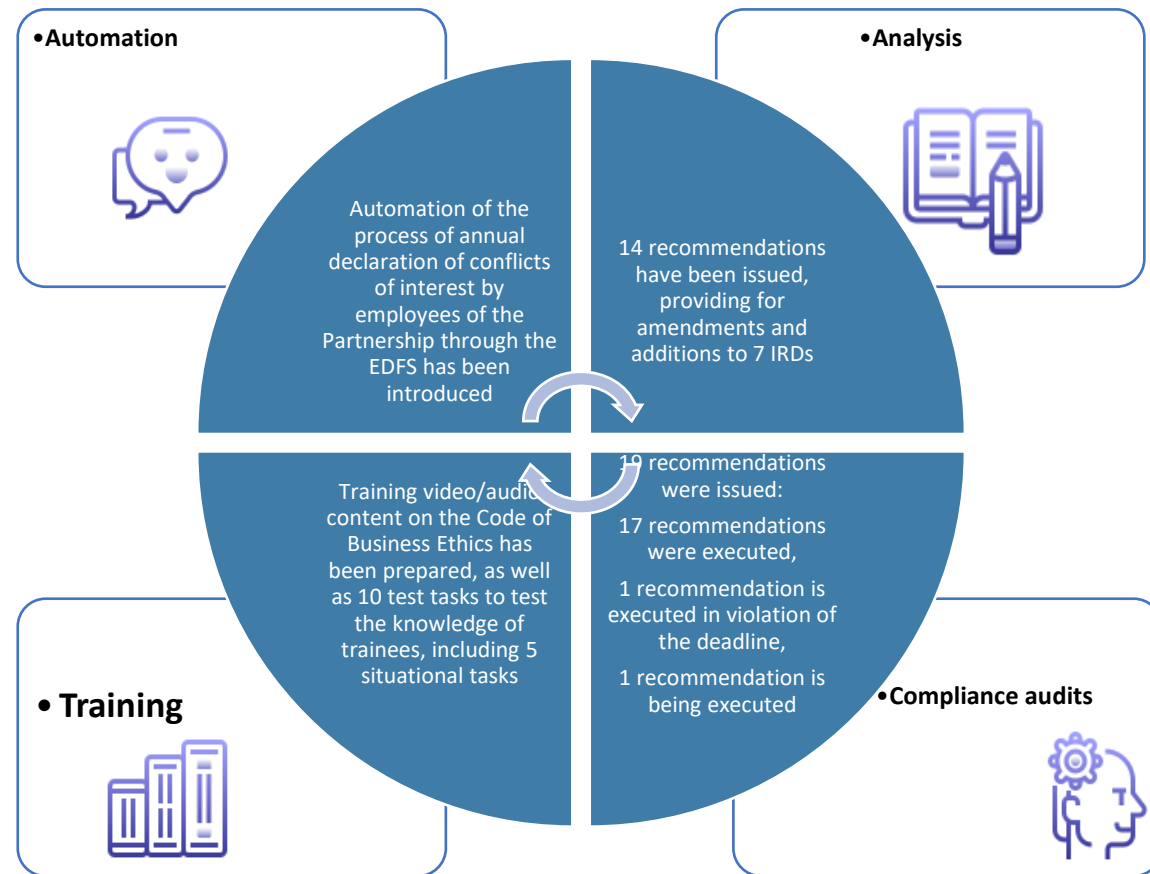 •Automation
•Analysis
Automation of the
process of annual
declaration of conflicts
of interest by
employees of the
Partnership through the
EDFS has been
introduced
14 recommendations
have been issued,
providing for
amendments and
additions to 7 IRDs
Training video/audio
content on the Code of
Business Ethics has
been prepared, as well
as 10 test tasks to test
the knowledge of
trainees, including 5
situational tasks
19 recommendations
were issued:
17 recommendations
were executed,
1 recommendation is
executed in violation of
the deadline,
1 recommendation is
being executed
• Training
•Compliance audits